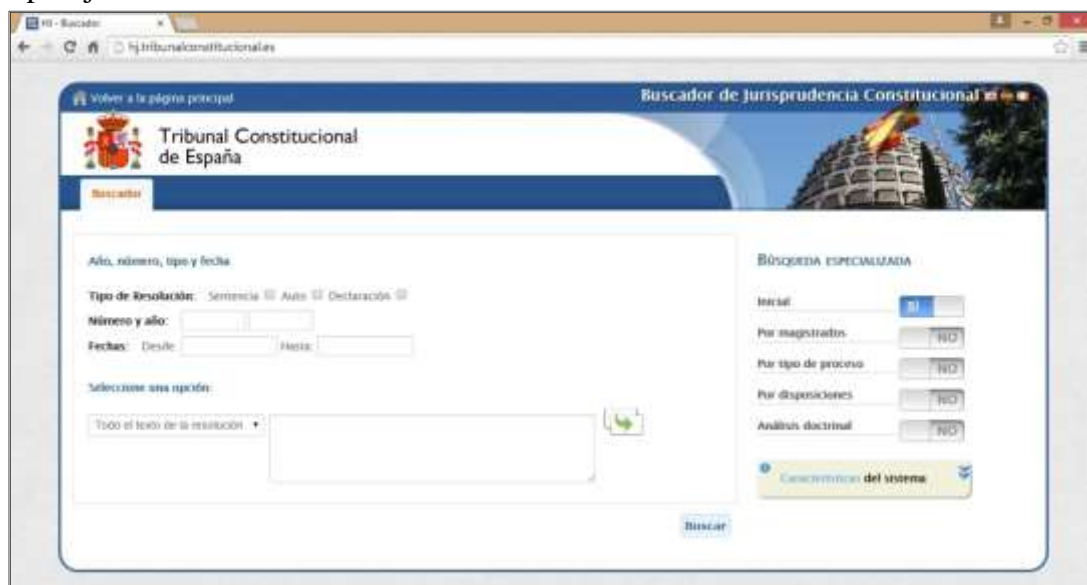 HJ - Buscador
hj.tribunalconstitucional.es
Volver a la página principal
Buscador de Jurisprudencia Constitucional
Tribunal Constitucional
de España
Buscador
Año, número, tipo y fecha
Tipo de Resolución: Sentencia Auto Declaración
Número y año:
Fechas: Desde Hasta:
Seleccione una opción:
Todo el texto de la resolución
Buscar
BÚSQUEDA ESPECIALIZADA
Inicial SI
Por magistrados NO
Por tipo de proceso NO
Por disposiciones NO
Análisis doctrinal NO
Características del sistema